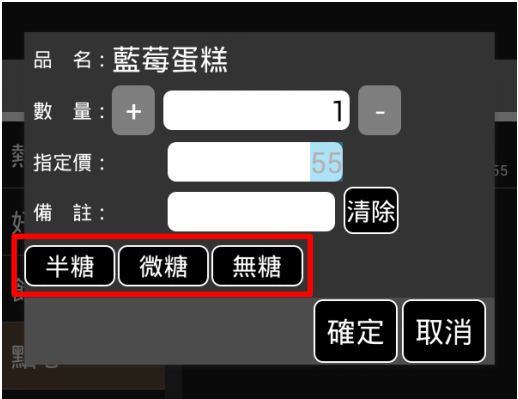 品 名：藍莓蛋糕
數 量： + 1 -
指定價： 55
備 註： 清除
半糖 微糖 無糖
確定 取消